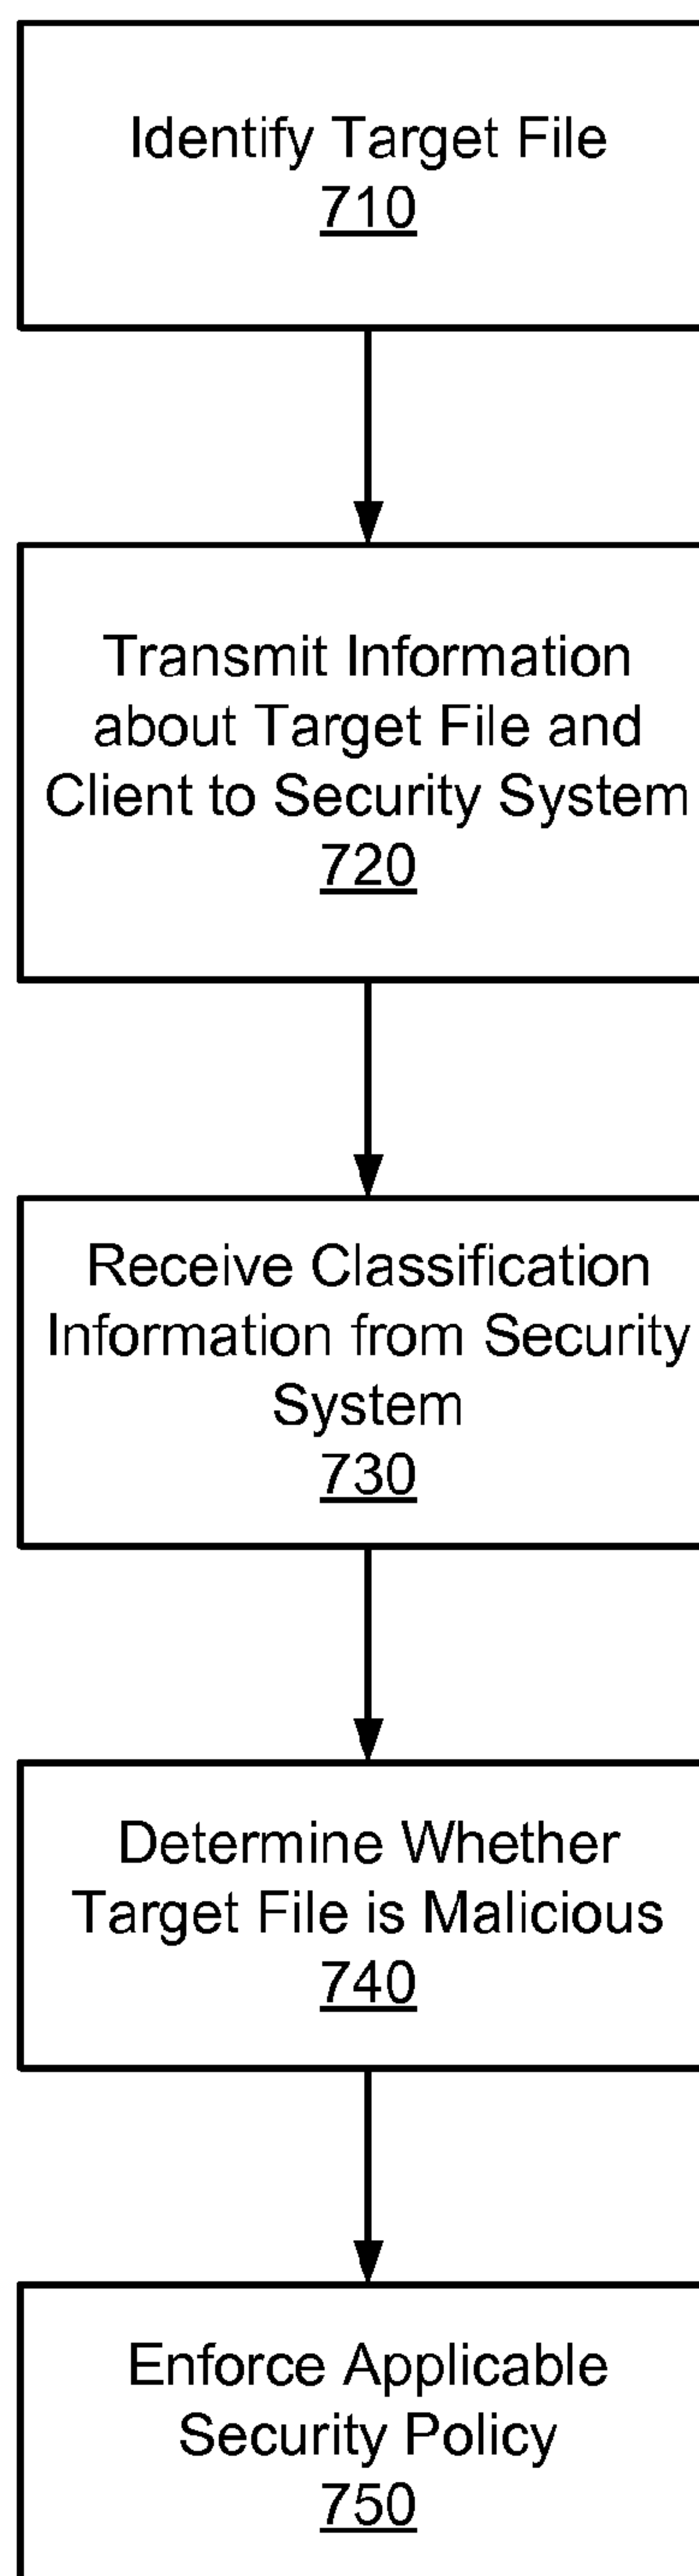 Identify Target File
710
Transmit Information
about Target File and
Client to Security System
720
Receive Classification
Information from Security
System
730
Determine Whether
Target File is Malicious
740
Enforce Applicable
Security Policy
750